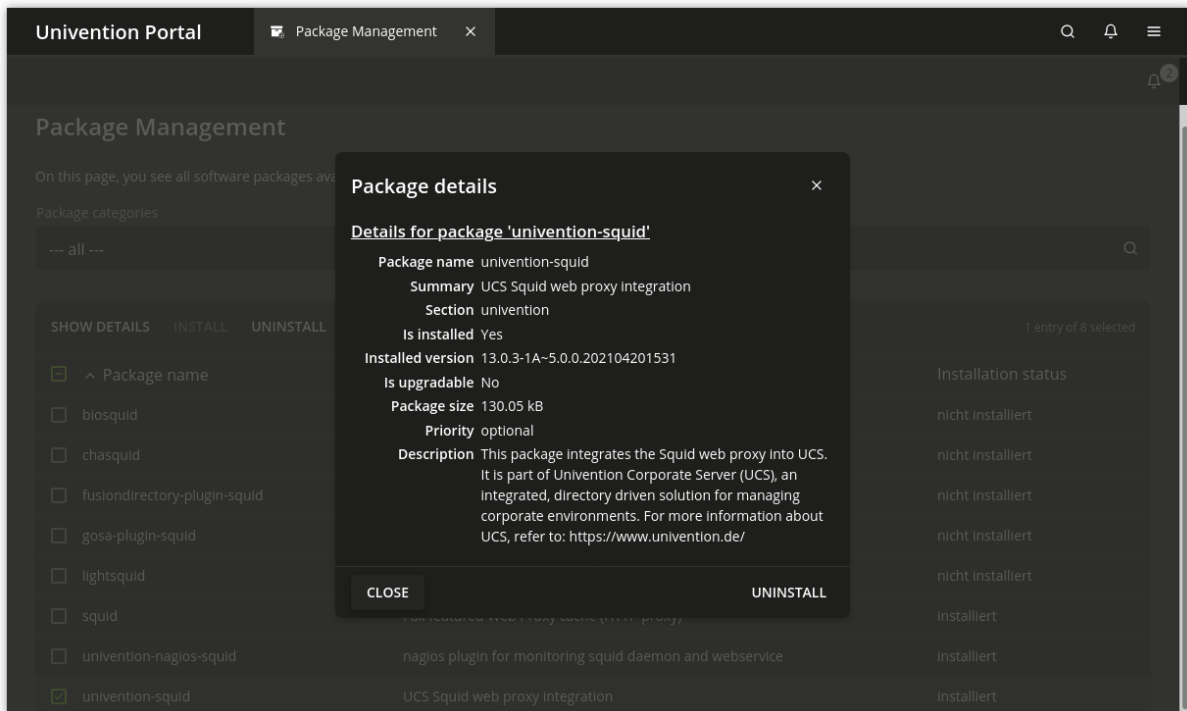 Univention Portal
Package Management
2
Package Management
On this page, you see all software packages ava
Package categories
--- all ---
SHOW DETAILS INSTALL UNINSTALL
1 entry of 8 selected
Package name
Installation status
biosquid nicht installiert
chasquid nicht installiert
fusiondirectory-plugin-squid nicht installiert
gosa-plugin-squid nicht installiert
lightsquid nicht installiert
squid Full featured Web Proxy cache (HTTP proxy) installiert
univention-nagios-squid nagios plugin for monitoring squid daemon and webservice installiert
univention-squid UCS Squid web proxy integration installiert
Package details
Details for package 'univention-squid'
Package name univention-squid
Summary UCS Squid web proxy integration
Section univention
Is installed Yes
Installed version 13.0.3-1A~5.0.0.202104201531
Is upgradable No
Package size 130.05 kB
Priority optional
Description This package integrates the Squid web proxy into UCS.
It is part of Univention Corporate Server (UCS), an
integrated, directory driven solution for managing
corporate environments. For more information about
UCS, refer to: https://www.univention.de/
CLOSE UNINSTALL